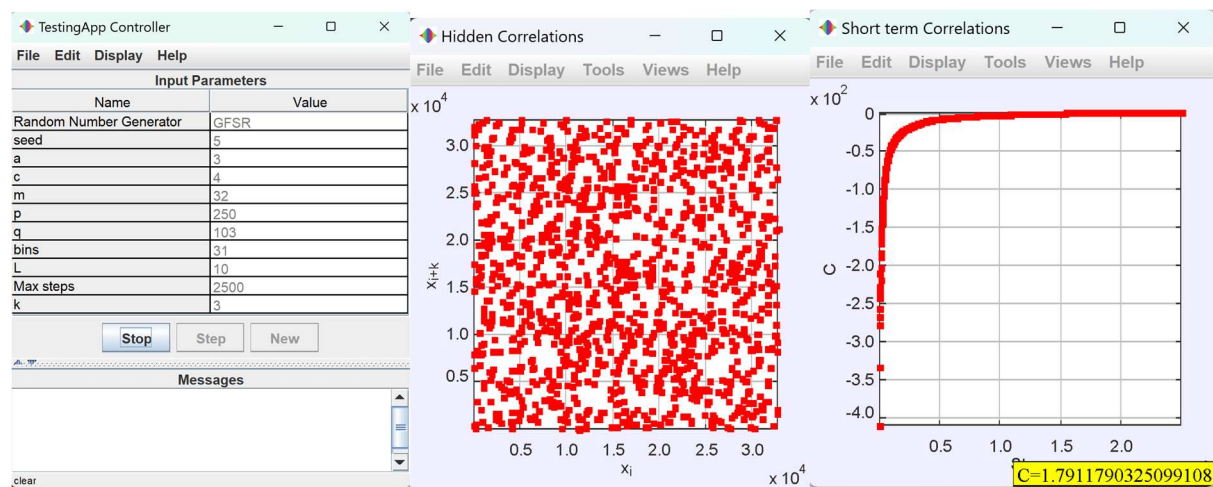 TestingApp Controller
File Edit Display Help
Input Parameters
Name Value
Random Number Generator GFSR
seed 5
a 3
c 4
m 32
p 250
q 103
bins 31
L 10
Max steps 2500
k 3
Stop Step New
Messages
clear
Hidden Correlations
File Edit Display Tools Views Help
x 10^4
3.0
2.5
2.0
1.5
1.0
0.5
x_{i+k}
0.5 1.0 1.5 2.0 2.5 3.0
x_i
x 10^4
Short term Correlations
File Edit Display Tools Views Help
x 10^2
0
-0.5
-1.0
-1.5
-2.0
-2.5
-3.0
-3.5
-4.0
C
0.5 1.0 1.5 2.0
C=1.7911790325099108